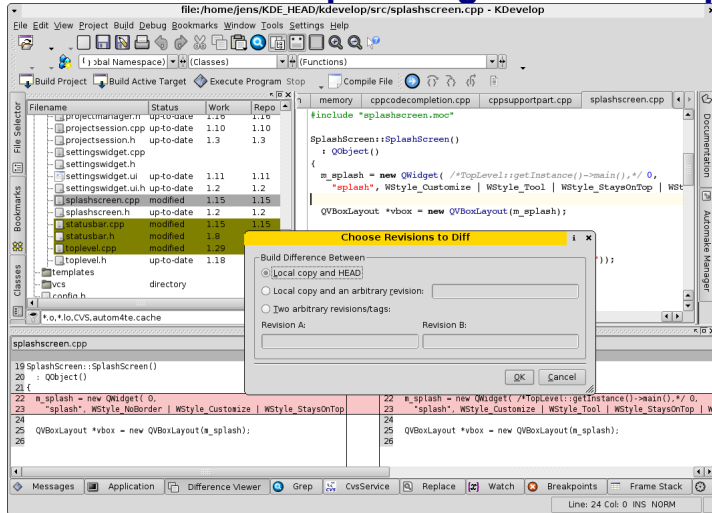 file:/home/jens/KDE_HEAD/kdevelop/src/splashscreen.cpp - KDevelop
File Edit View Project Build Debug Bookmarks Window Tools Settings Help
obal Namespace) (Classes) (Functions)
Build Project Build Active Target Execute Program Stop Compile File
File Selector
Bookmarks
Classes
Filename Status Work Repo
projectmanager.h up-to-date 1.16 1.16
projectsession.cpp up-to-date 1.10 1.10
projectsession.h up-to-date 1.3 1.3
settingswidget.cpp
settingswidget.h
settingswidget.ui up-to-date 1.11 1.11
settingswidget.ui.h up-to-date 1.2 1.2
splashscreen.cpp modified 1.15 1.15
splashscreen.h up-to-date 1.2 1.2
statusbar.cpp modified 1.15 1.15
statusbar.h modified 1.8
toplevel.cpp modified 1.29
toplevel.h up-to-date 1.18
templates
vcs directory
config.h
*.o,*.lo,CVS,autom4te.cache
memory cppcodecompletion.cpp cppsupportpart.cpp splashscreen.cpp
#include "splashscreen.moc"
SplashScreen::SplashScreen()
: QObject()
{
m_splash = new QWidget( /*TopLevel::getInstance()->main(),*/ 0,
"splash", WStyle_Customize | WStyle_Tool | WStyle_StaysOnTop | WSt
QVBoxLayout *vbox = new QVBoxLayout(m_splash);
"));
Documentation
Automake Manager
Choose Revisions to Diff
Build Difference Between
Local copy and HEAD
Local copy and an arbitrary revision:
Two arbitrary revisions/tags:
Revision A: Revision B:
OK Cancel
splashscreen.cpp
19 SplashScreen::SplashScreen()
20 : QObject()
21 {
22 m_splash = new QWidget( 0,
23 "splash", WStyle_NoBorder | WStyle_Customize | WStyle_StaysOnTop
24
25 QVBoxLayout *vbox = new QVBoxLayout(m_splash);
26
22 m_splash = new QWidget( /*TopLevel::getInstance()->main(),*/ 0,
23 "splash", WStyle_Customize | WStyle_Tool | WStyle_StaysOnTop | W
24
25 QVBoxLayout *vbox = new QVBoxLayout(m_splash);
26
Messages Application Difference Viewer Grep CvsService Replace Watch Breakpoints Frame Stack
Line: 24 Col: 0 INS NORM